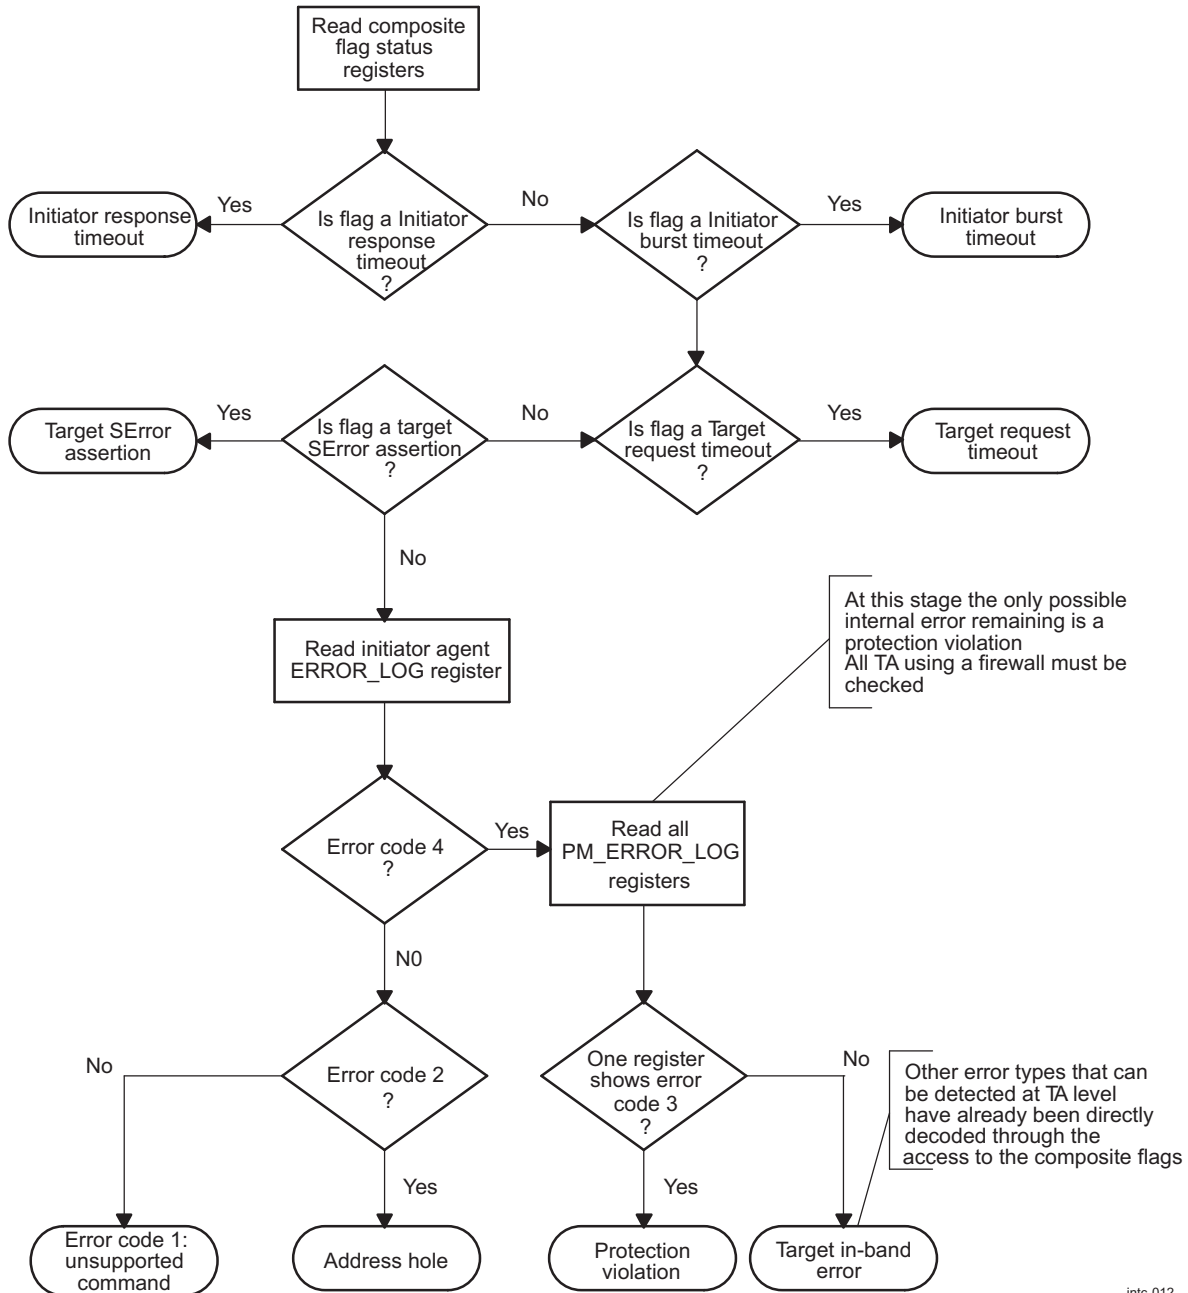 Read composite
flag status
registers
Yes
No
Yes
Initiator response
timeout
Is flag a Initiator
response
timeout
?
Is flag a Initiator
burst timeout
?
Initiator burst
timeout
Yes
No
Yes
Target SError
assertion
Is flag a target
SError assertion
?
Is flag a Target
request timeout
?
Target request
timeout
No
At this stage the only possible
internal error remaining is a
protection violation
All TA using a firewall must be
checked
Read initiator agent
ERROR_LOG register
Error code 4
?
Yes
Read all
PM_ERROR_LOG
registers
N0
No
Error code 2
?
One register
shows error
code 3
?
No
Other error types that can
be detected at TA level
have already been directly
decoded through the
access to the composite flags
Yes
Yes
Error code 1:
unsupported
command
Address hole
Protection
violation
Target in-band
error
intc-012